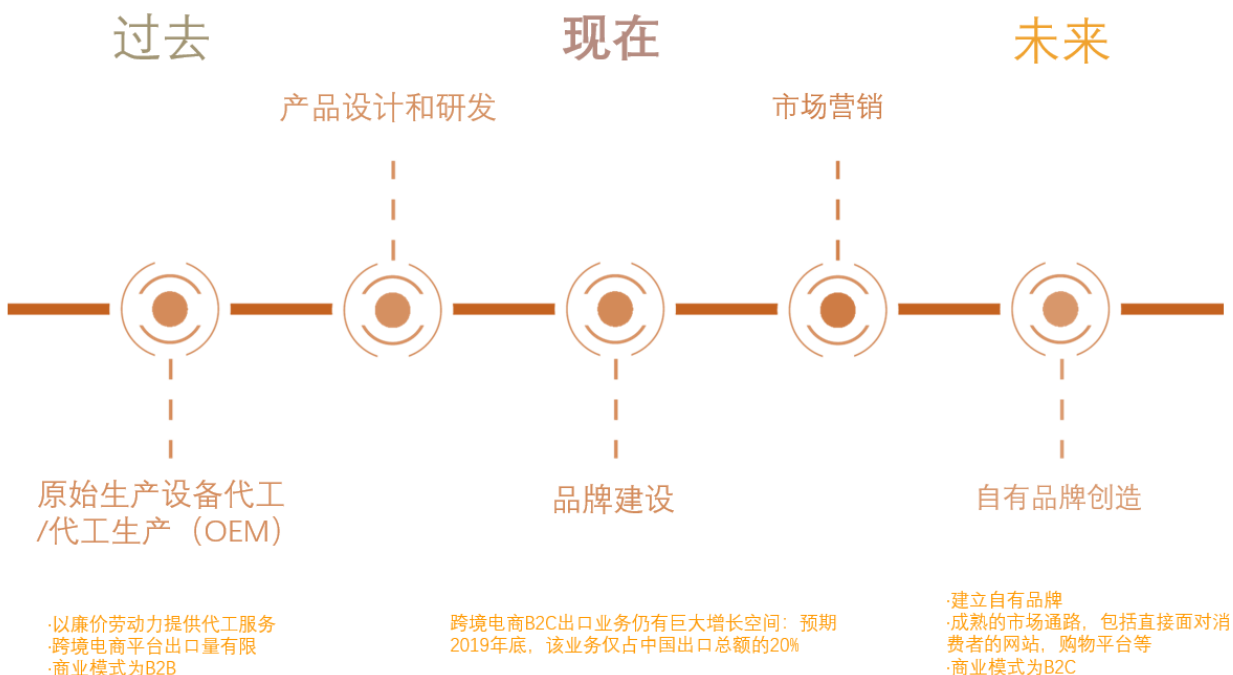 过去
现在
未来
产品设计和研发
市场营销
原始生产设备代工
/代工生产（OEM）
品牌建设
自有品牌创造
·以廉价劳动力提供代工服务
·跨境电商平台出口量有限
·商业模式为B2B
跨境电商B2C出口业务仍有巨大增长空间：预期
2019年底，该业务仅占中国出口总额的20%
·建立自有品牌
·成熟的市场通路，包括直接面对消
费者的网站，购物平台等
·商业模式为B2C